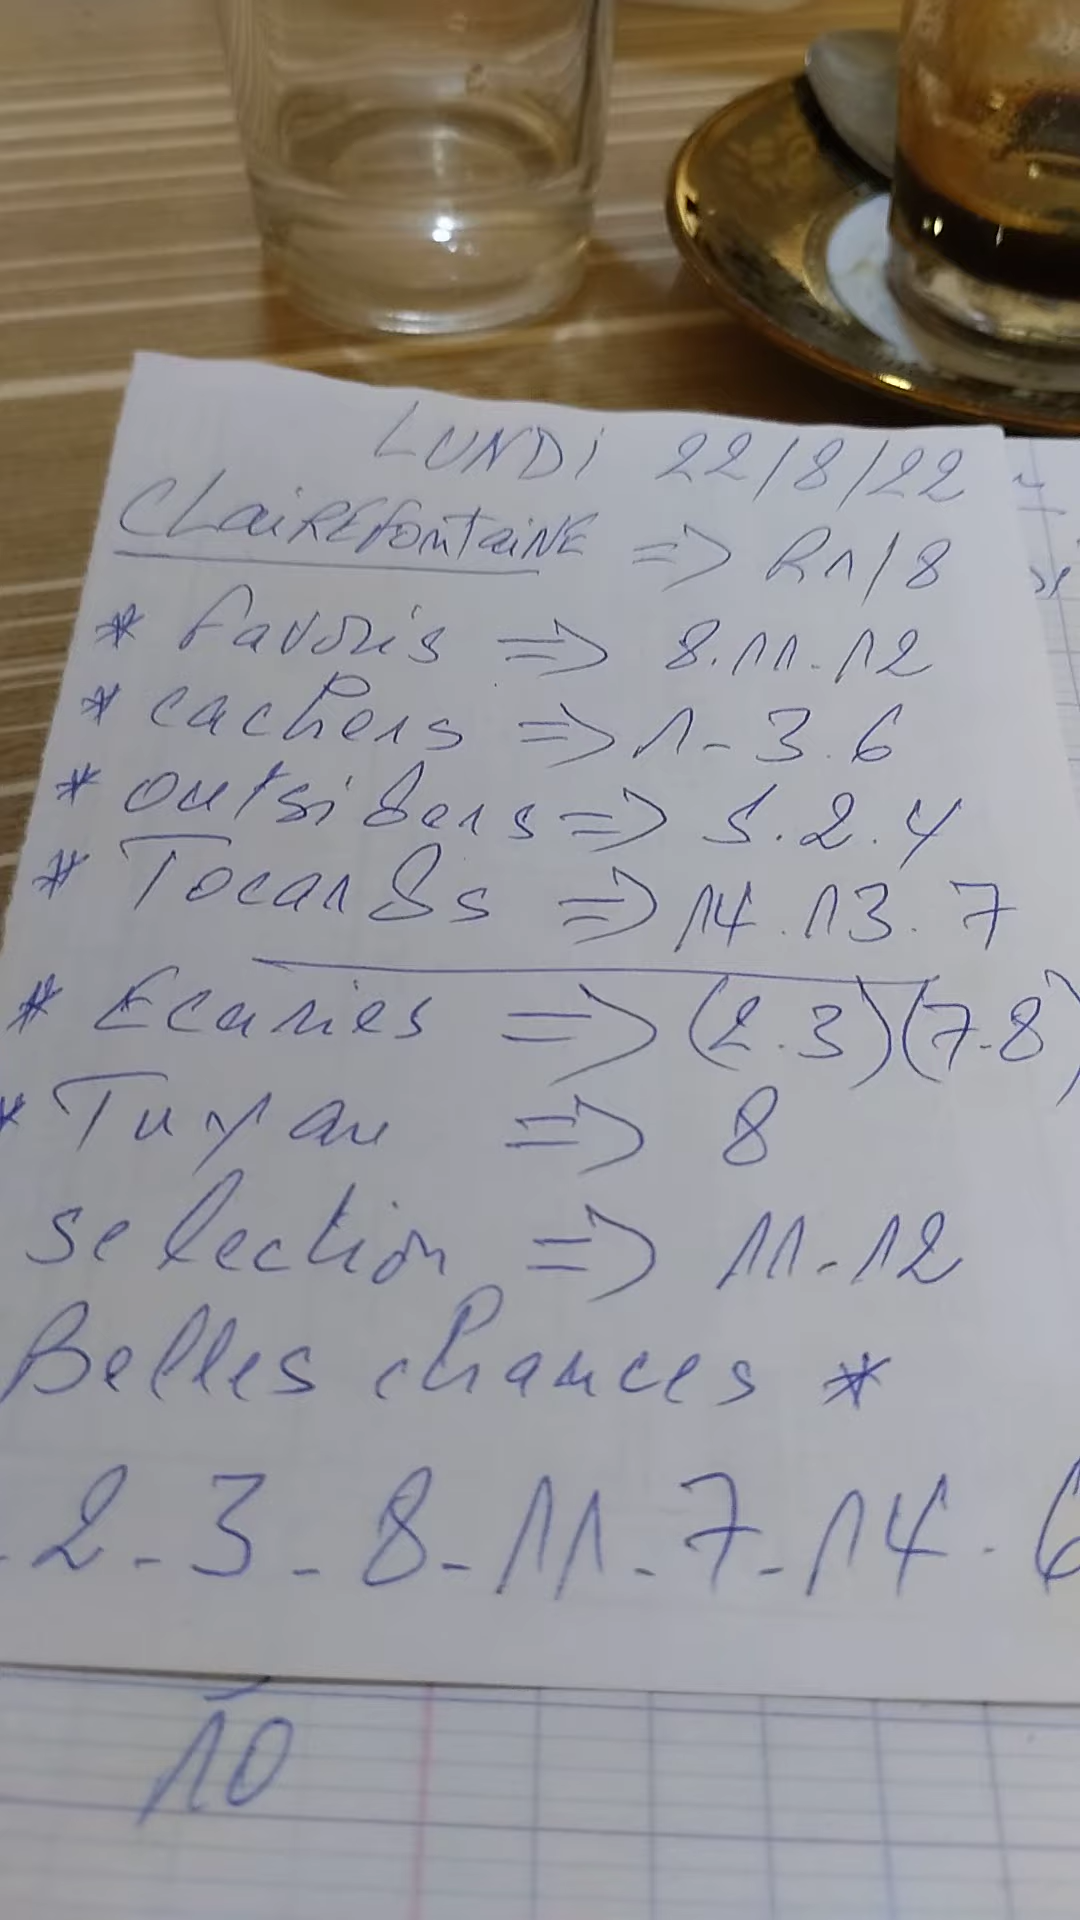 LUNDi 22/8/22
CLaiREfontaiNE => R1/8
* favoris => 8.11.12
* cachers => 1-3.6
* outsiders => 5.2.4
* Tocards => 14.13.7
* Ecuries => (2.3)(7-8)
* Tuyau => 8
selection => 11-12
Belles chances *
-2-3-8-11-7-14-6
10